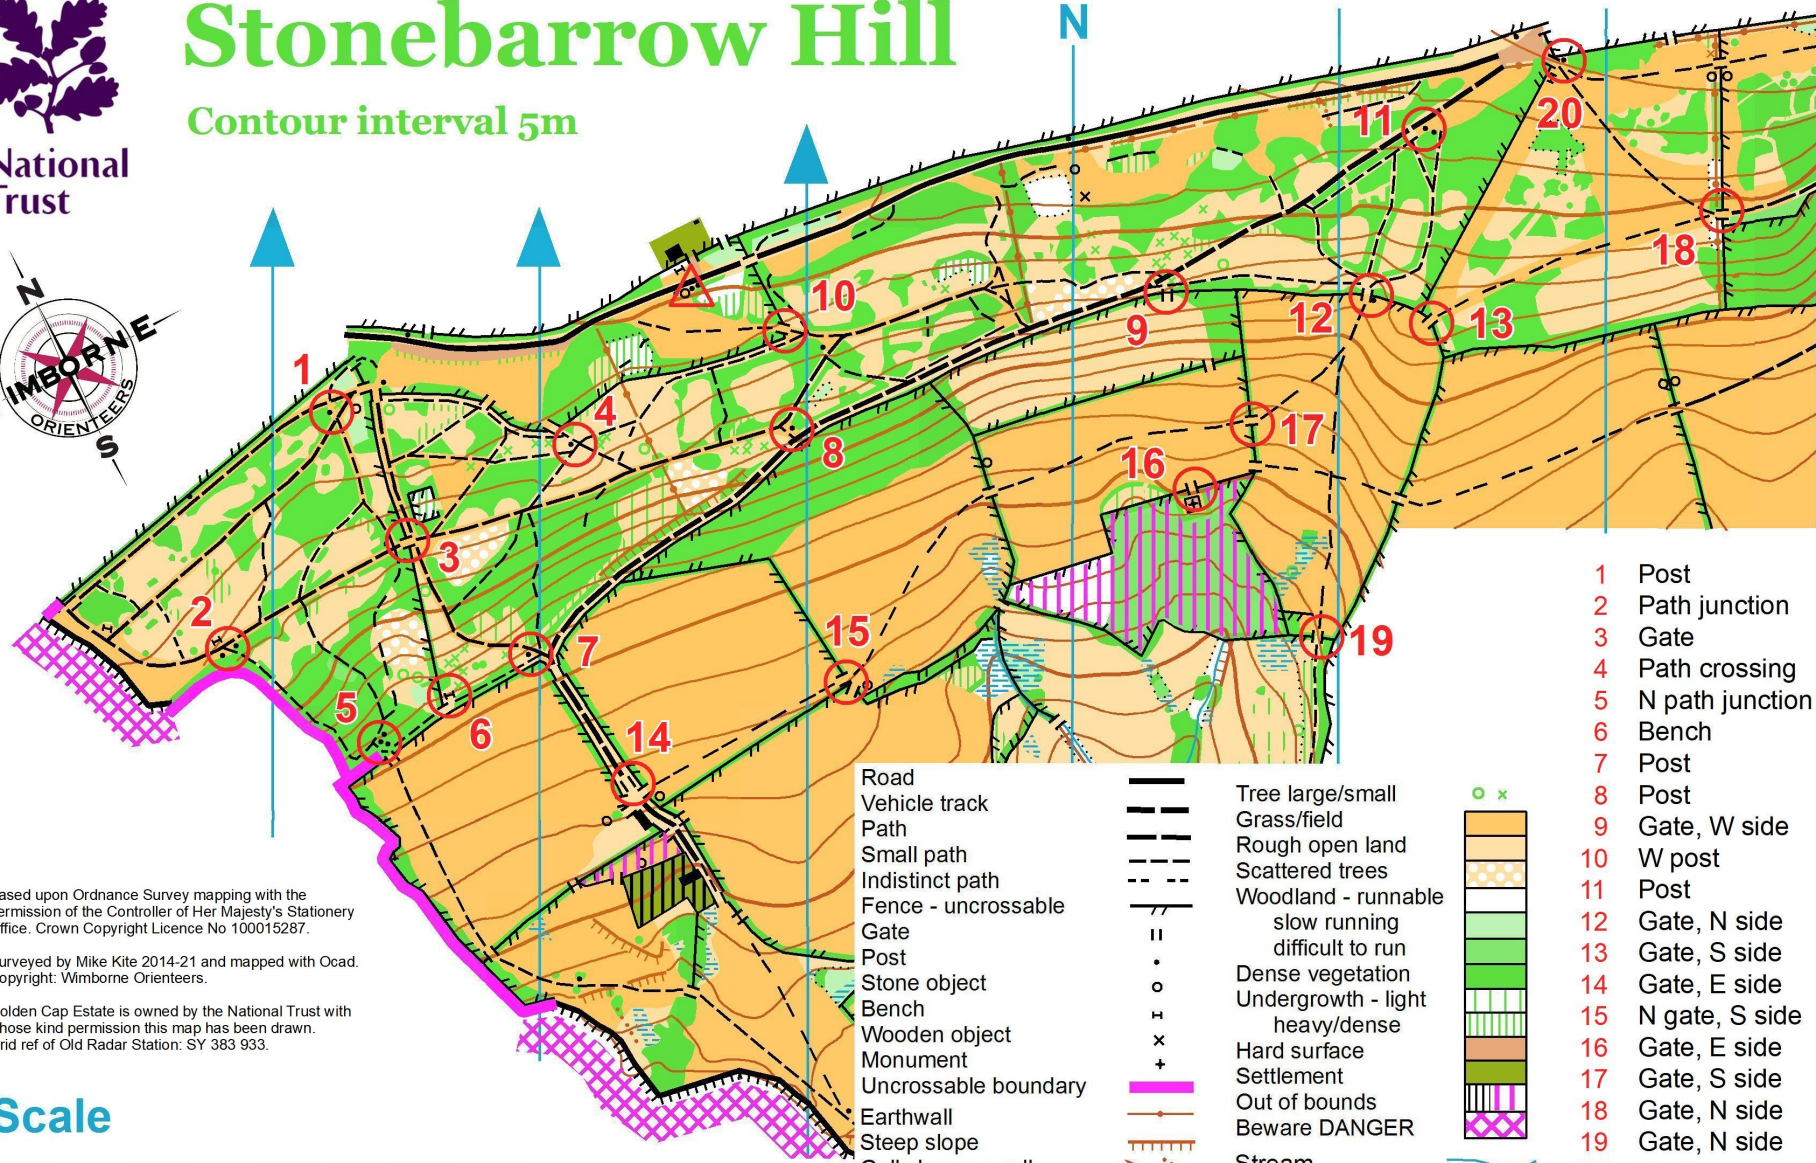 Stonebarrow Hill
Contour interval 5m
National
Trust
N
N
E
S
WIMBORNE
ORIENTEERS
1
2
3
4
5
6
7
8
9
10
11
12
13
14
15
16
17
18
19
20
ased upon Ordnance Survey mapping with the
ermission of the Controller of Her Majesty's Stationery
ffice. Crown Copyright Licence No 100015287.
urveyed by Mike Kite 2014-21 and mapped with Ocad.
opyright: Wimborne Orienteers.
olden Cap Estate is owned by the National Trust with
hose kind permission this map has been drawn.
rid ref of Old Radar Station: SY 383 933.
Scale
Road
Vehicle track
Path
Small path
Indistinct path
Fence - uncrossable
Gate
Post
Stone object
Bench
Wooden object
Monument
Uncrossable boundary
Earthwall
Steep slope
Tree large/small
Grass/field
Rough open land
Scattered trees
Woodland - runnable
slow running
difficult to run
Dense vegetation
Undergrowth - light
heavy/dense
Hard surface
Settlement
Out of bounds
Beware DANGER
Stream
1 Post
2 Path junction
3 Gate
4 Path crossing
5 N path junction
6 Bench
7 Post
8 Post
9 Gate, W side
10 W post
11 Post
12 Gate, N side
13 Gate, S side
14 Gate, E side
15 N gate, S side
16 Gate, E side
17 Gate, S side
18 Gate, N side
19 Gate, N side